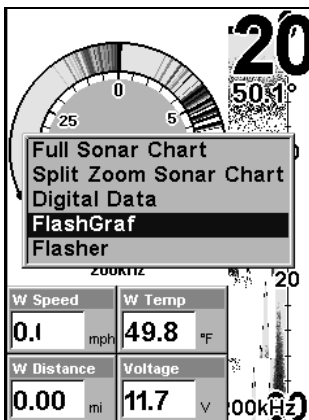 20
50.1°
0
25
5
Full Sonar Chart
Split Zoom Sonar Chart
Digital Data
FlashGraf
Flasher
200kHz
20
W Speed
W Temp
mph
49.8 °F
W Distance
Voltage
0.00 mi
11.7 V